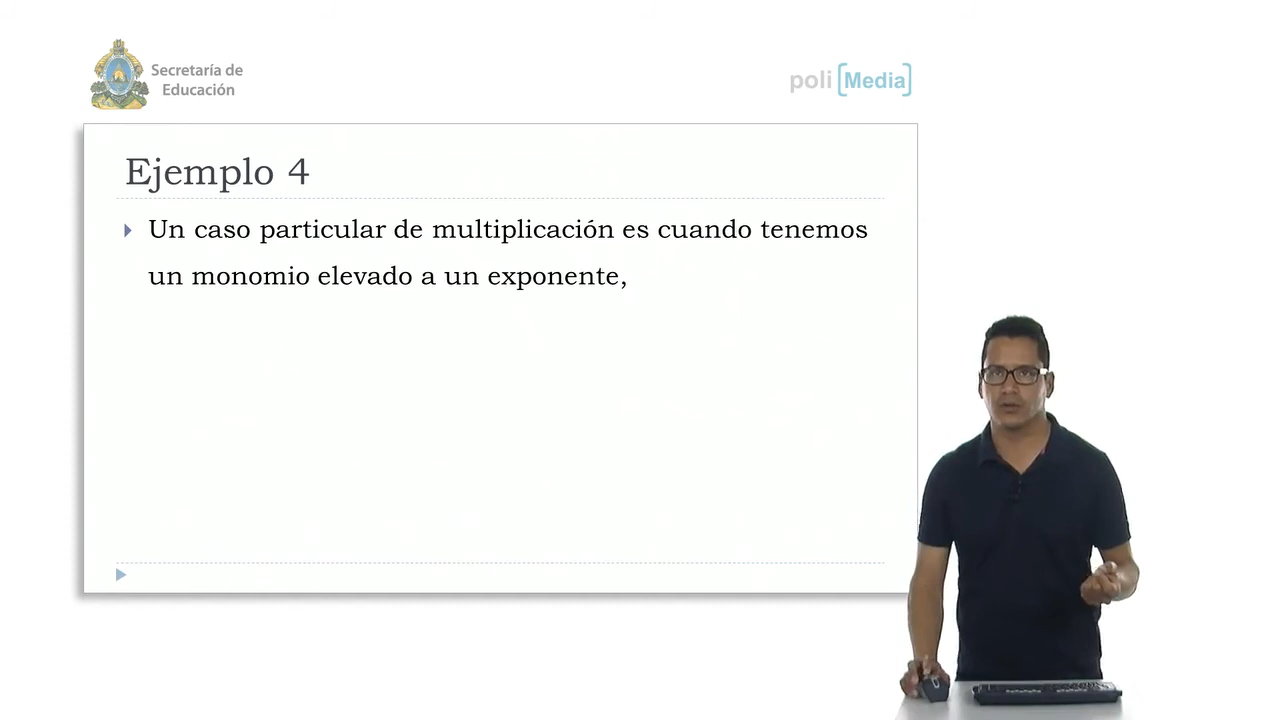 Secretaría de
Educación
poli [Media]
Ejemplo 4
Un caso particular de multiplicación es cuando tenemos
un monomio elevado a un exponente,